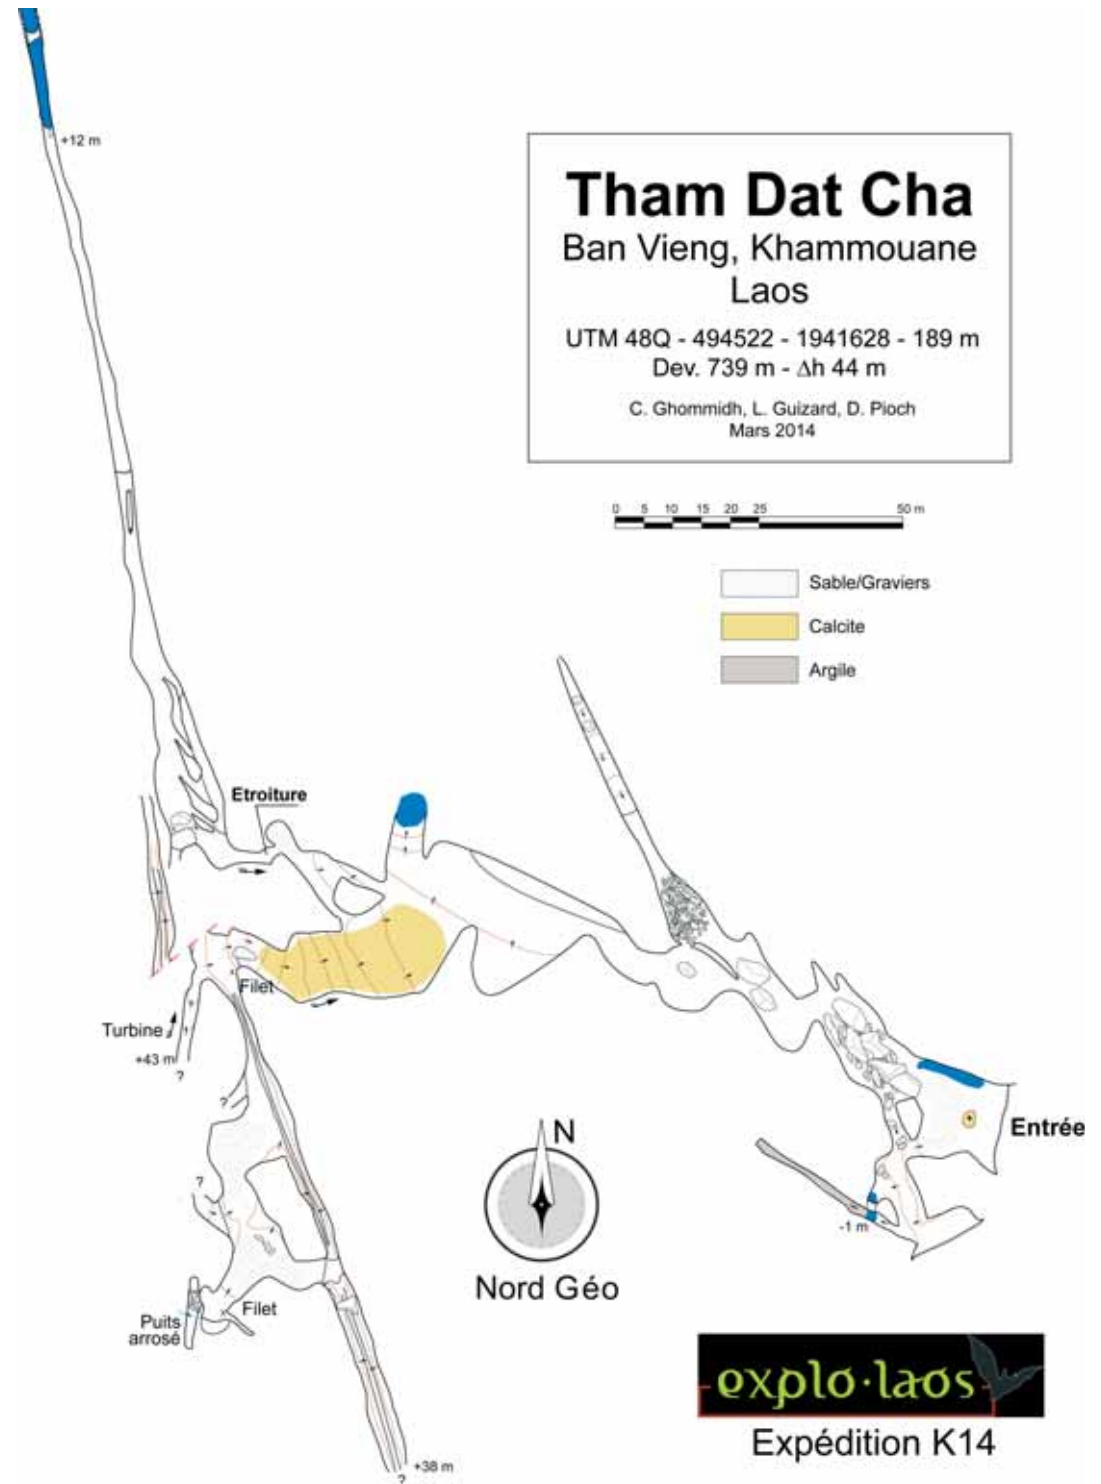 +12 m
Tham Dat Cha
Ban Vieng, Khammouane
Laos
UTM 48Q - 494522 - 1941628 - 189 m
Dev. 739 m - Δh 44 m
C. Ghommidh, L. Guizard, D. Pioch
Mars 2014
0 5 10 15 20 25 50 m
Sable/Graviers
Calcite
Argile
Etroiture
Filet
Turbine
+43 m
?
?
Entrée
N
?
-1 m
Nord Géo
Filet
Puits
arrosé
explo·laos
Expédition K14
+38 m
?